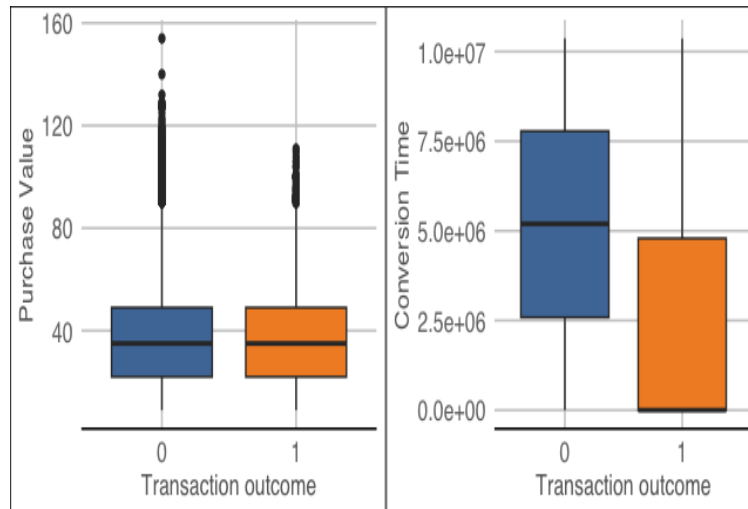 Purchase Value
160
120
80
40
0
1
Transaction outcome
Conversion Time
1.0e+07
7.5e+06
5.0e+06
2.5e+06
0.0e+00
0
1
Transaction outcome